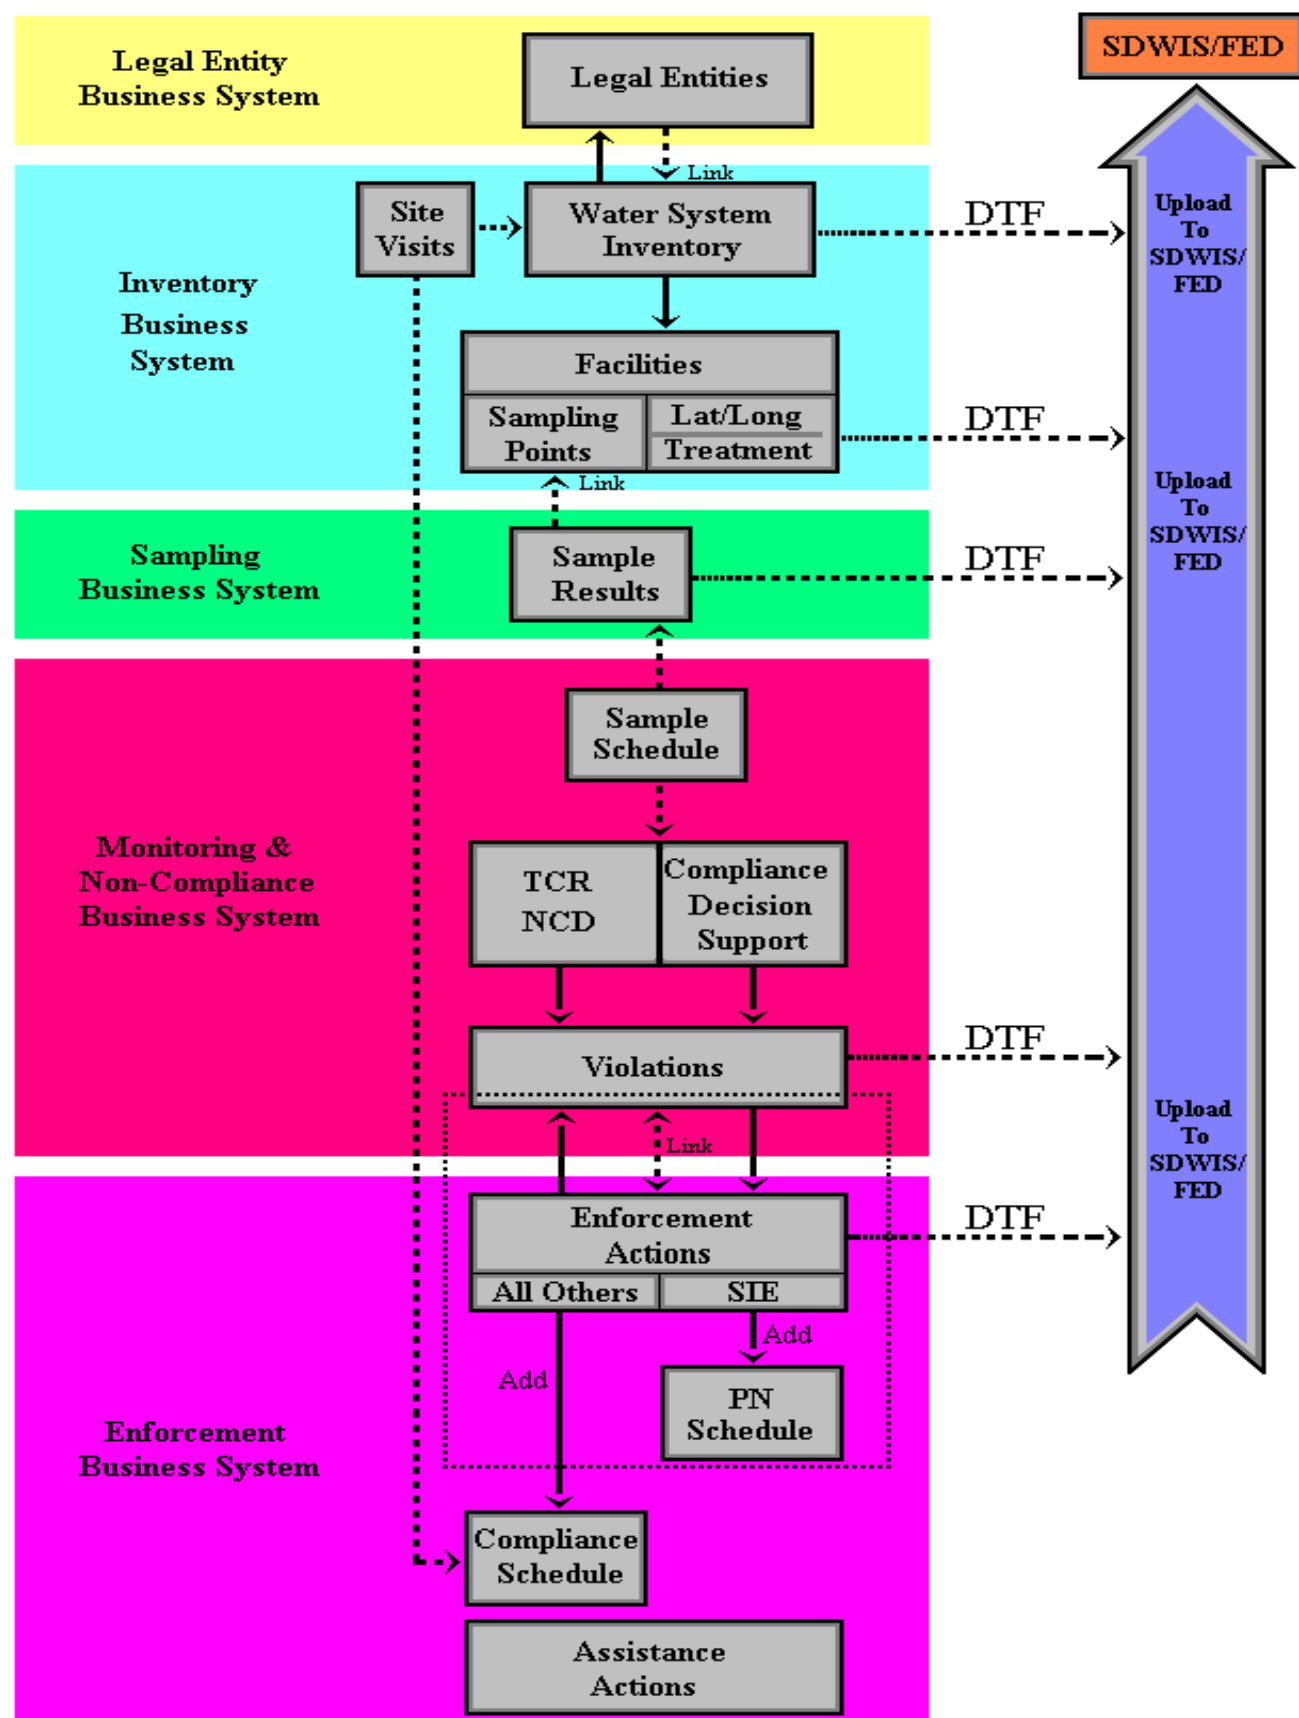 Legal Entity
Business System
Legal Entities
SDWIS/FED
Link
Site
Visits
Water System
Inventory
DTF
Upload
To
SDWIS/
FED
Inventory
Business
System
Facilities
Sampling
Points
Lat/Long
Treatment
DTF
Link
Upload
To
SDWIS/
FED
Sampling
Business System
Sample
Results
DTF
Sample
Schedule
Monitoring &
Non-Compliance
Business System
TCR
NCD
Compliance
Decision
Support
Violations
DTF
Link
Upload
To
SDWIS/
FED
Enforcement
Actions
DTF
All Others
SIE
Add
Add
PN
Schedule
Enforcement
Business System
Compliance
Schedule
Assistance
Actions